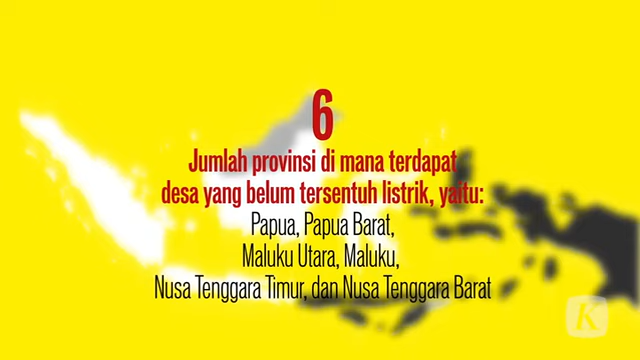 6
Jumlah provinsi di mana terdapat
desa yang belum tersentuh listrik, yaitu:
Papua, Papua Barat,
Maluku Utara, Maluku,
Nusa Tenggara Timur, dan Nusa Tenggara Barat
K